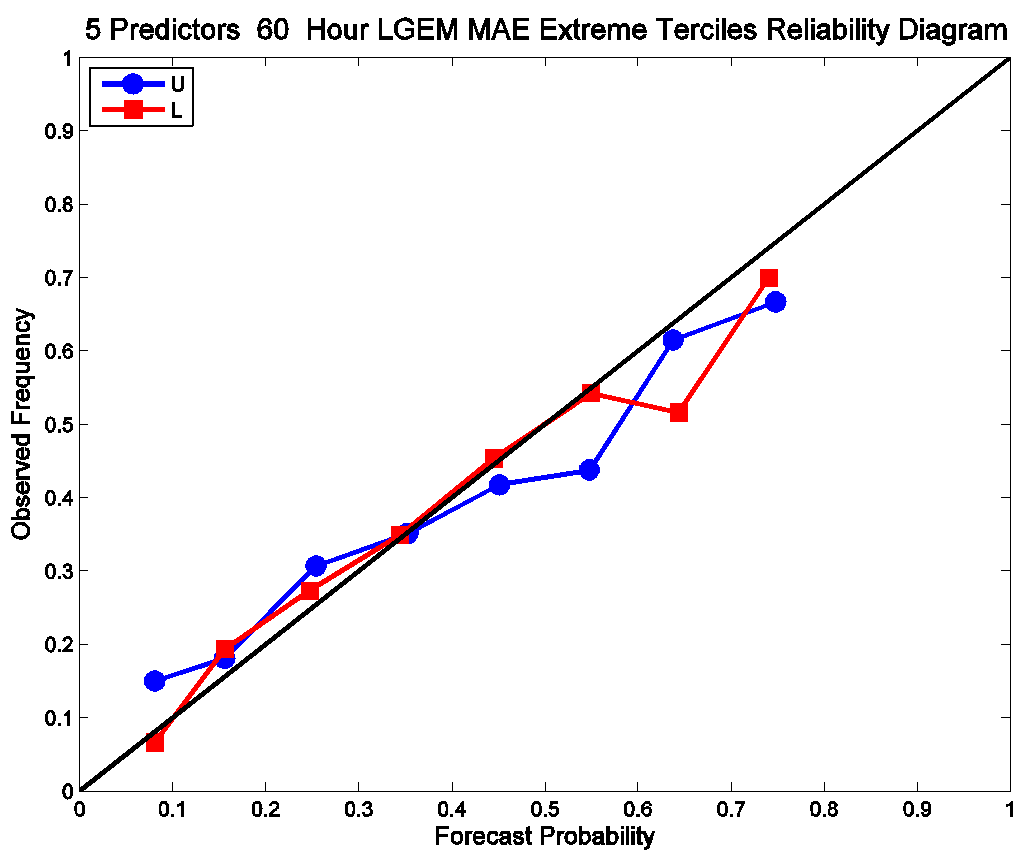 5 Predictors  60  Hour LGEM MAE Extreme Terciles Reliability Diagram
U
L
1
0.9
0.8
0.7
0.6
0.5
0.4
0.3
0.2
0.1
0
Observed Frequency
0 0.1 0.2 0.3 0.4 0.5 0.6 0.7 0.8 0.9 1
Forecast Probability